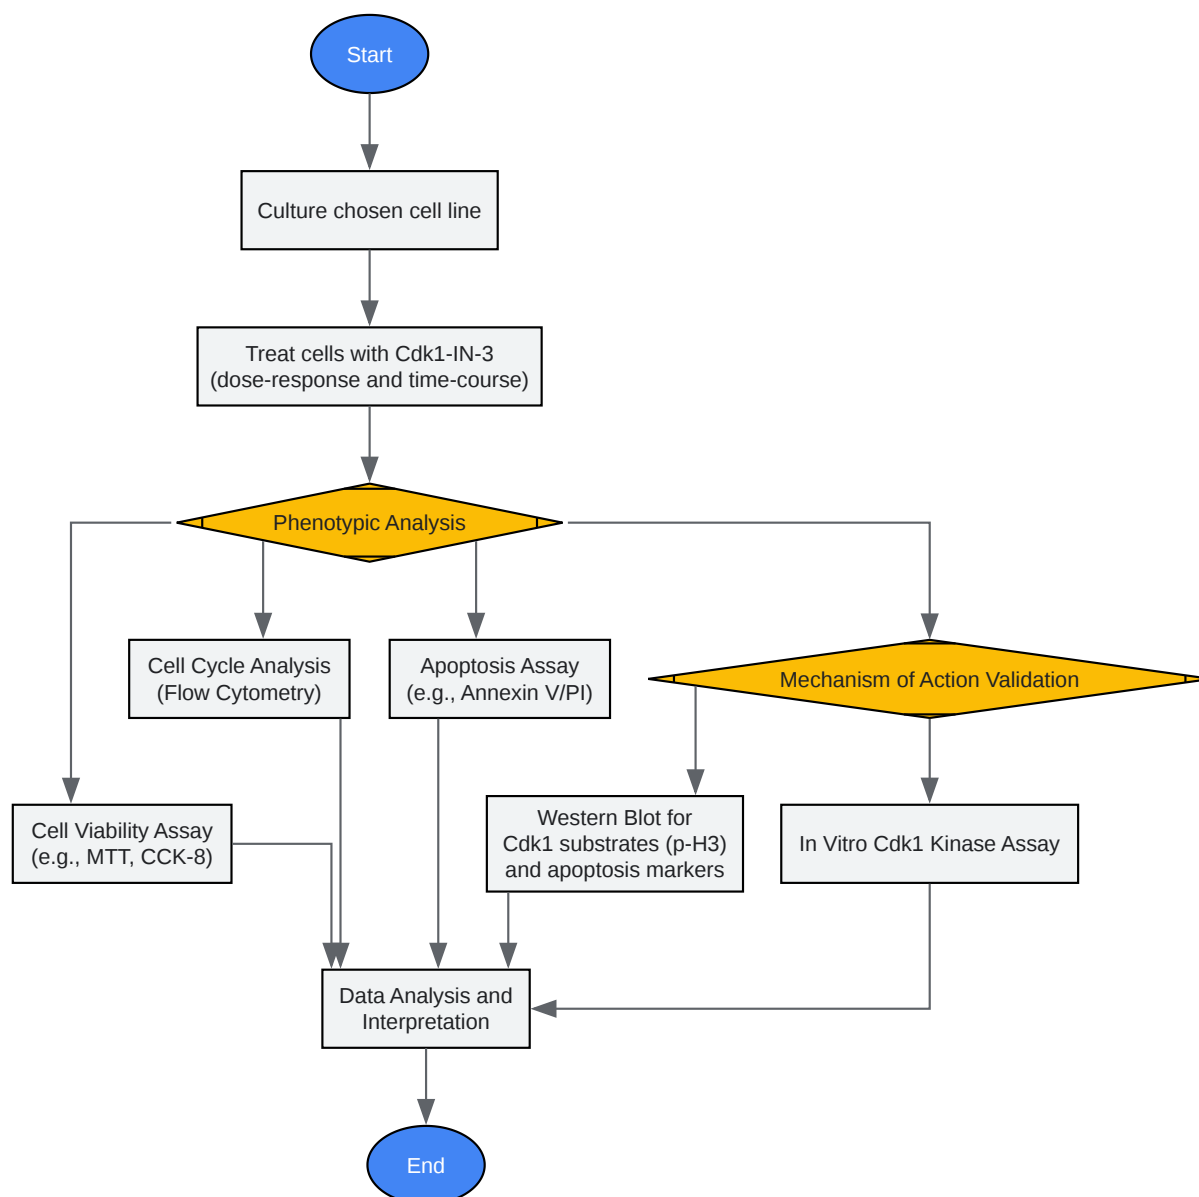 Start
Culture chosen cell line
Treat cells with Cdk1-IN-3
(dose-response and time-course)
Phenotypic Analysis
Cell Cycle Analysis
(Flow Cytometry)
Apoptosis Assay
(e.g., Annexin V/PI)
Mechanism of Action Validation
Cell Viability Assay
(e.g., MTT, CCK-8)
Western Blot for
Cdk1 substrates (p-H3)
and apoptosis markers
In Vitro Cdk1 Kinase Assay
Data Analysis and
Interpretation
End